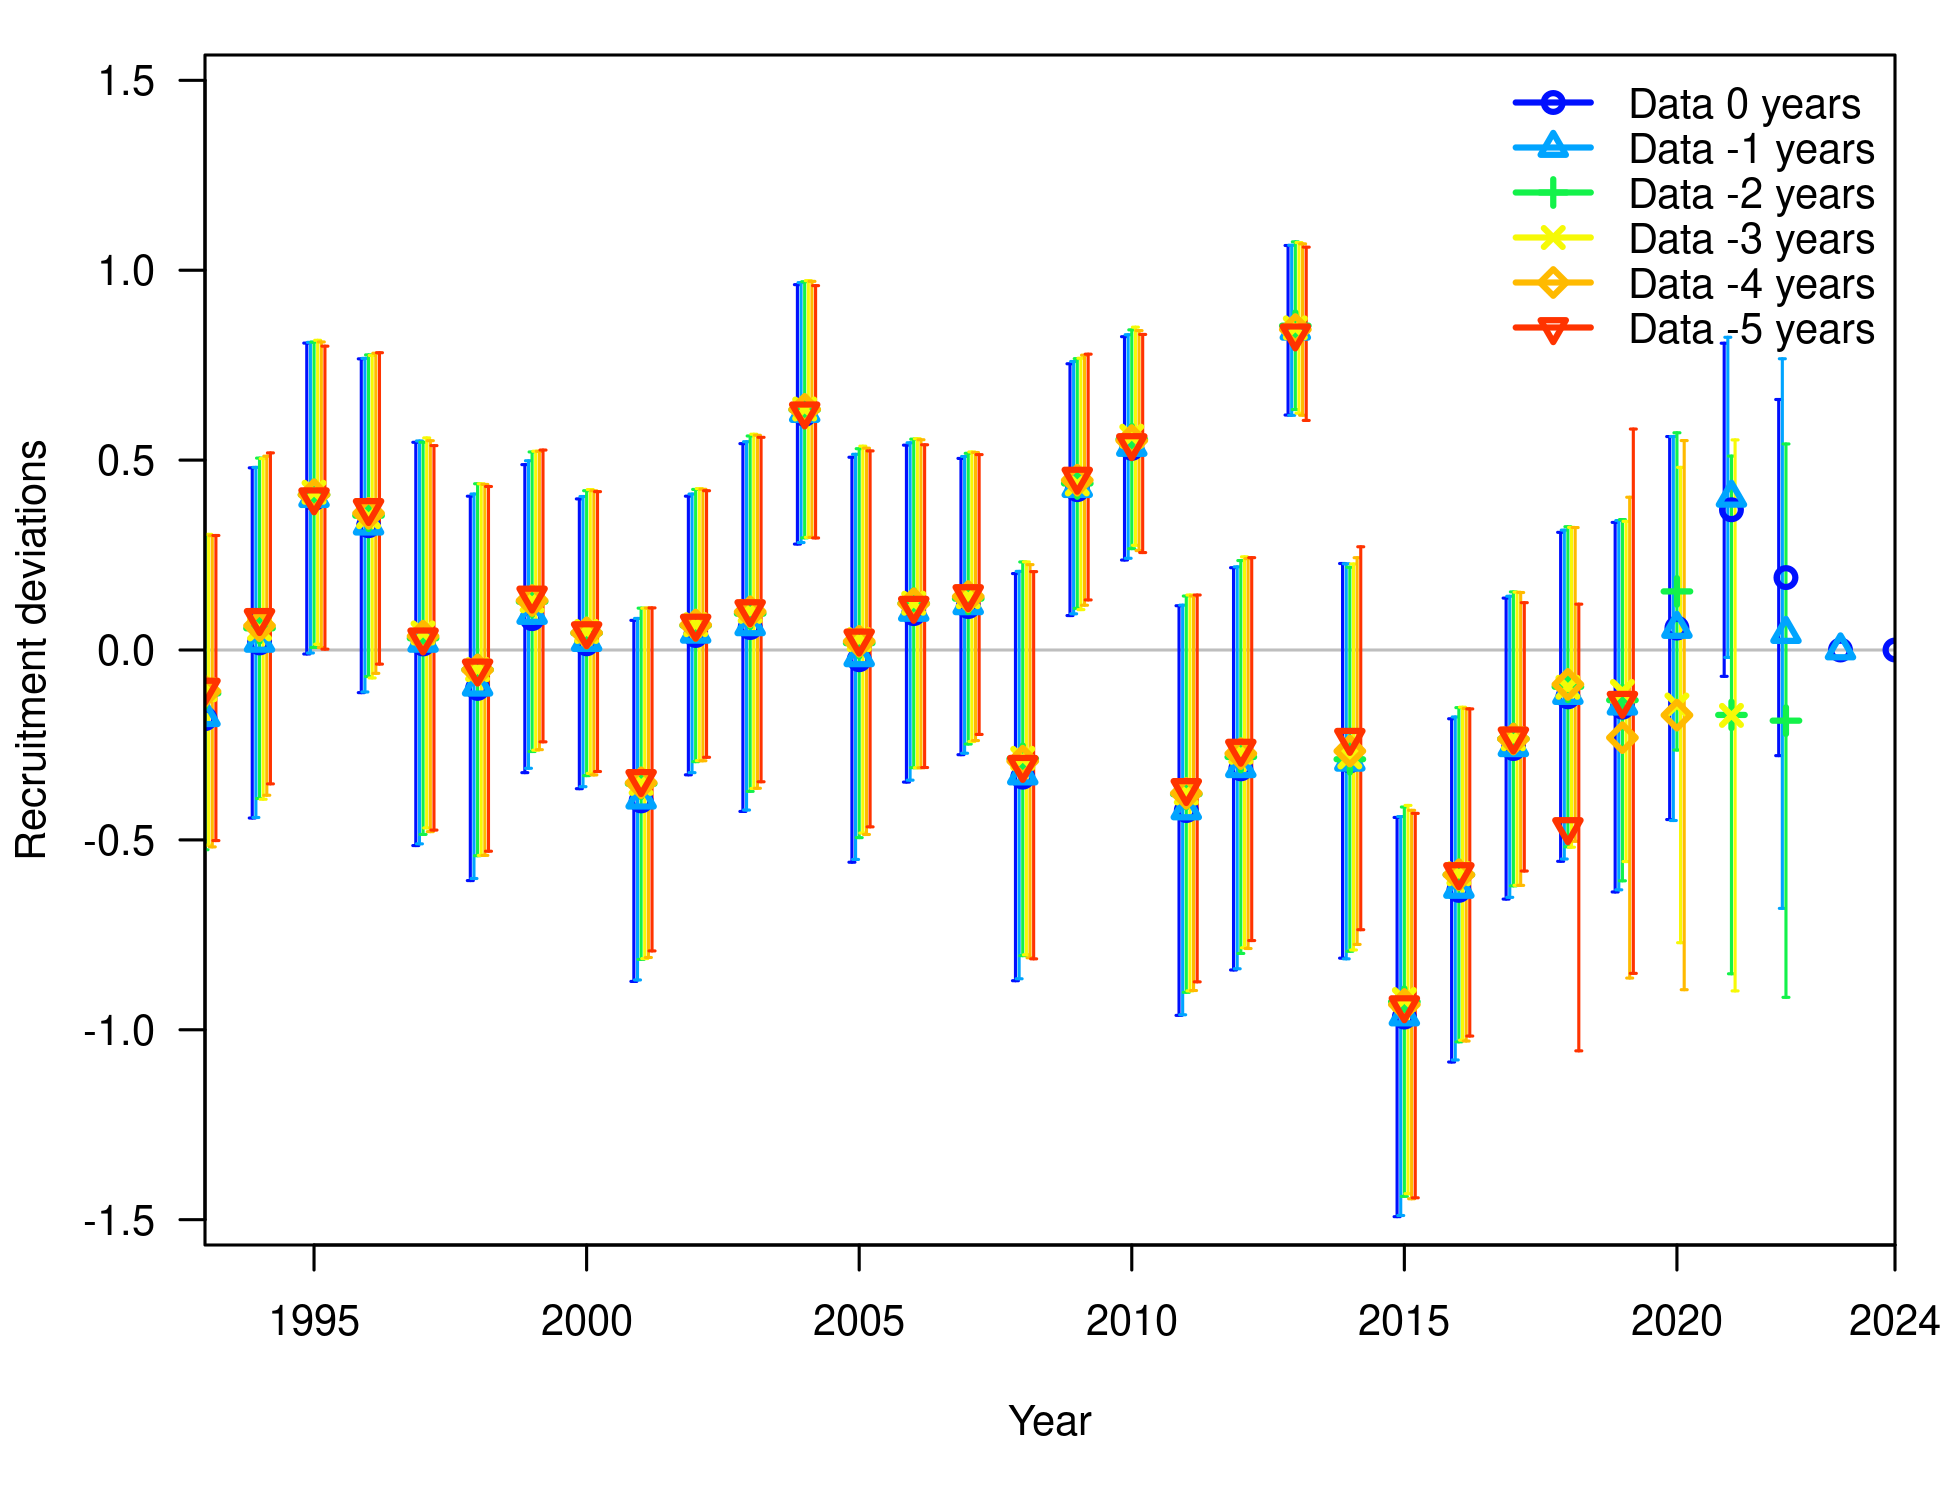 1.5
1.0
0.5
0.0
-0.5
-1.0
-1.5
Recruitment deviations
Data 0 years
Data -1 years
Data -2 years
Data -3 years
Data -4 years
Data -5 years
1995 2000 2005 2010 2015 2020 2024
Year